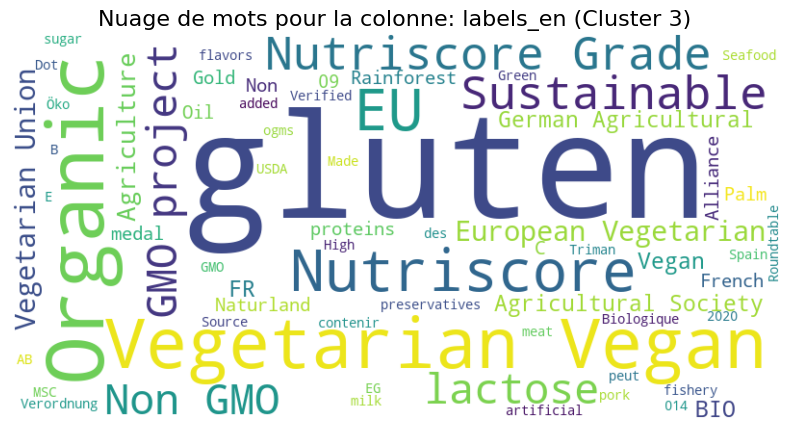 Nuage de mots pour la colonne: labels_en (Cluster 3)
sugar
flavors
Nutriscore Grade
Seafood
Dot
Gold
Non
09
Rainforest
Green
Öko
added
Verified
EU
Sustainable
Oil
ogms
German Agricultural
Vegetarian Union
Organic
Agriculture
GMO project
gluten
B
USDA
Made
Alliance
E
Palm
medal
proteins
des
European Vegetarian
High
C
Triman
Spain
Roundtable
GMO
Nutriscore
Vegan
FR
French
Naturland
preservatives
Agricultural Society
Source
contenir
Biologique
2020
Vegetarian Vegan
meat
AB
peut
MSC
Non GMO
EG
lactose
fishery
Verordnung
milk
pork
artificial
014
BIO